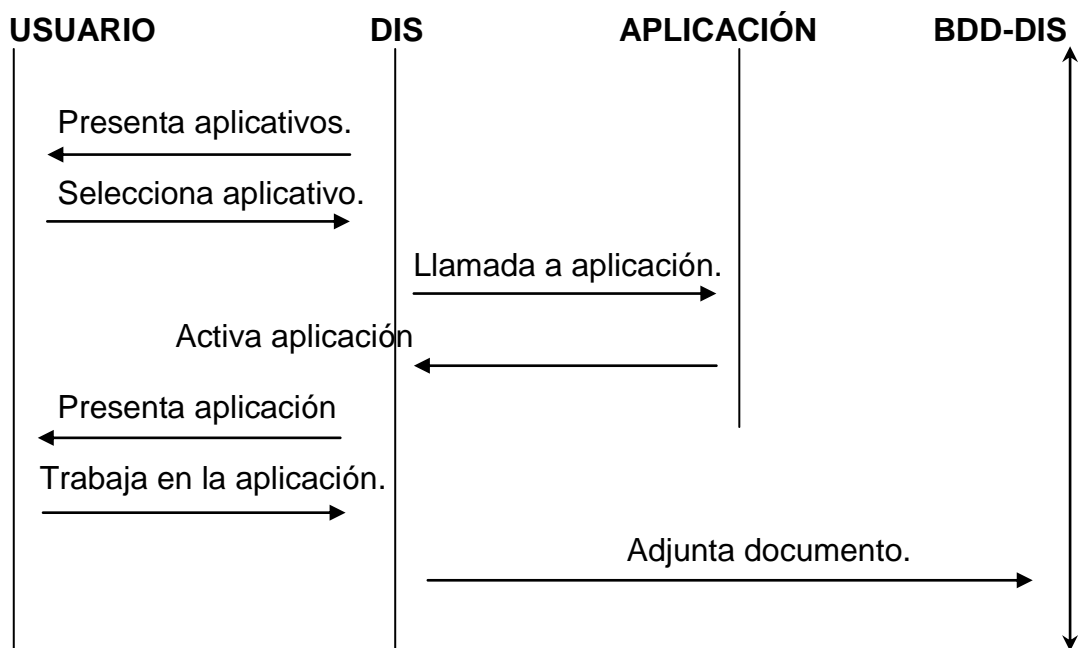 USUARIO DIS APLICACIÓN BDD-DIS
Presenta aplicativos.
Selecciona aplicativo.
Llamada a aplicación.
Activa aplicación
Presenta aplicación
Trabaja en la aplicación.
Adjunta documento.